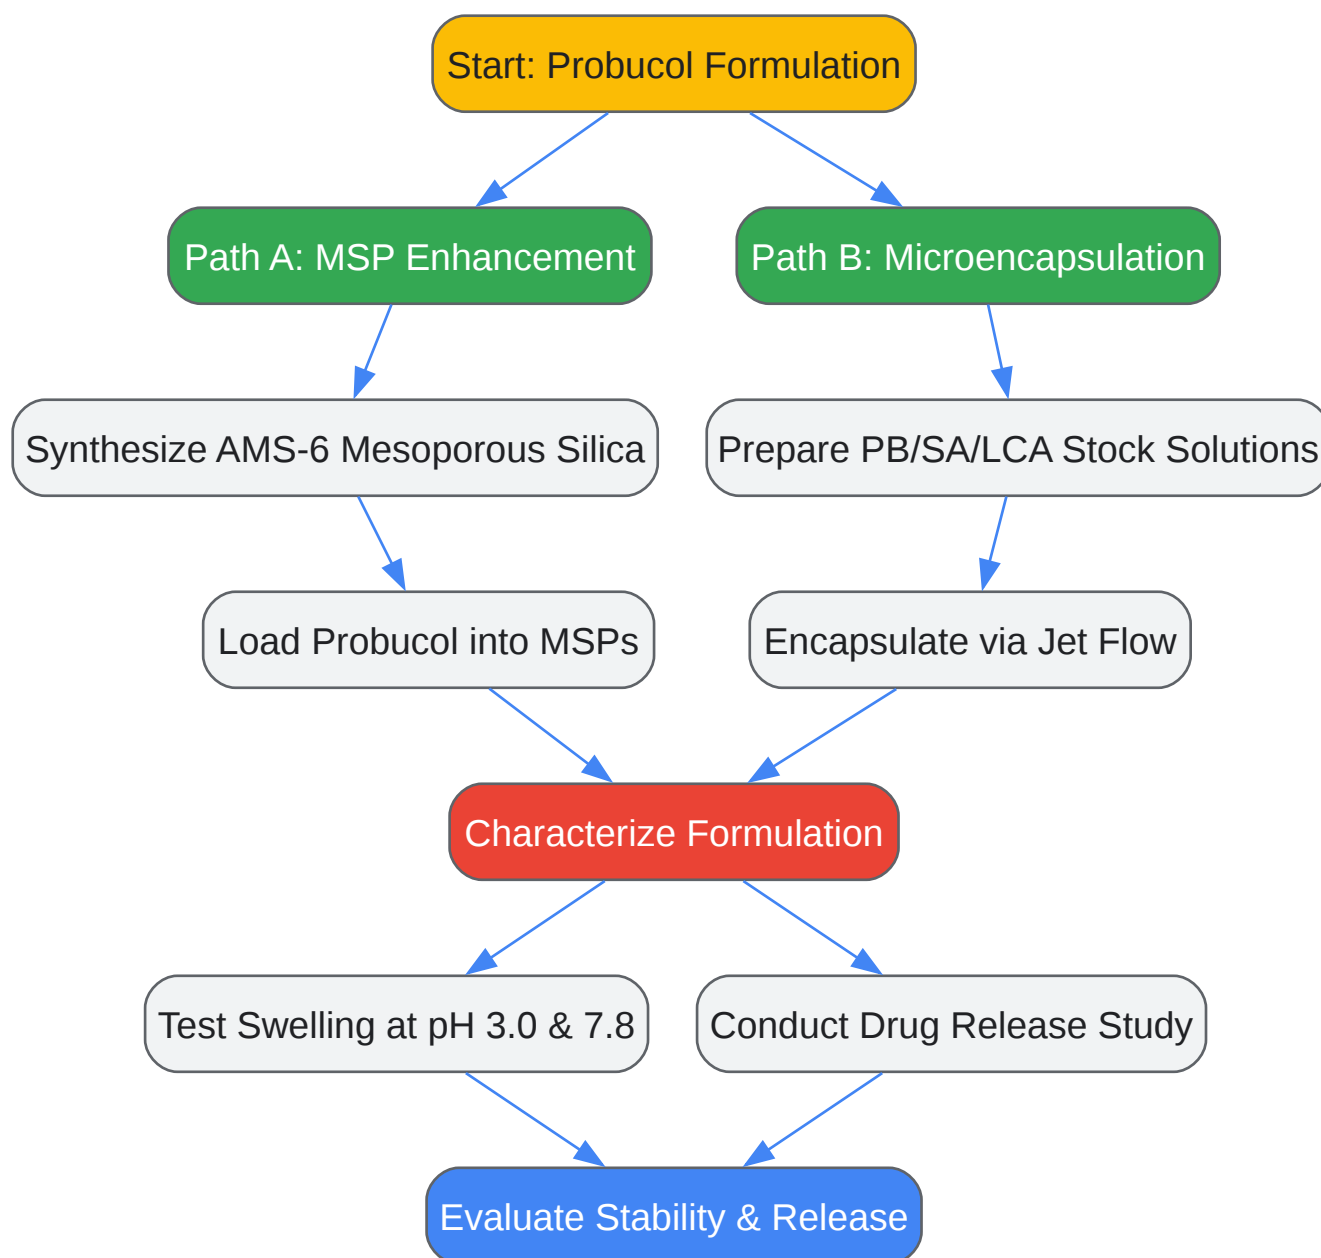 Start: Probucol Formulation
Path A: MSP Enhancement
Path B: Microencapsulation
Synthesize AMS-6 Mesoporous Silica
Prepare PB/SA/LCA Stock Solutions
Load Probucol into MSPs
Encapsulate via Jet Flow
Characterize Formulation
Test Swelling at pH 3.0 & 7.8
Conduct Drug Release Study
Evaluate Stability & Release